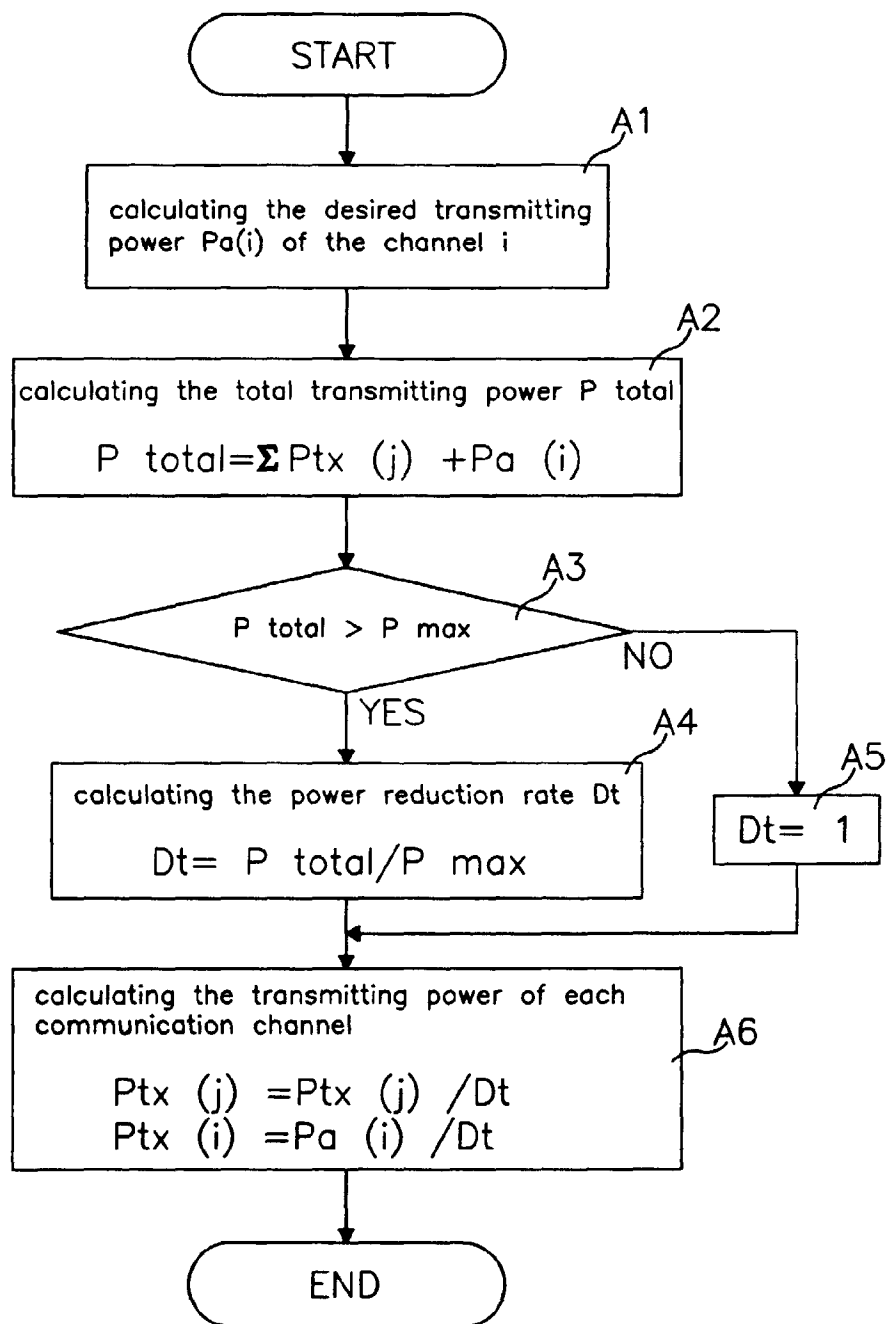 START
A1
calculating the desired transmitting
power Pa(i) of the channel i
A2
calculating the total transmitting power P total
P total=ΣPtx (j) +Pa (i)
A3
P total > P max
NO
YES
A4
calculating the power reduction rate Dt
Dt= P total/P max
A5
Dt= 1
calculating the transmitting power of each
communication channel
A6
Ptx (j) =Ptx (j) /Dt
Ptx (i) =Pa (i) /Dt
END